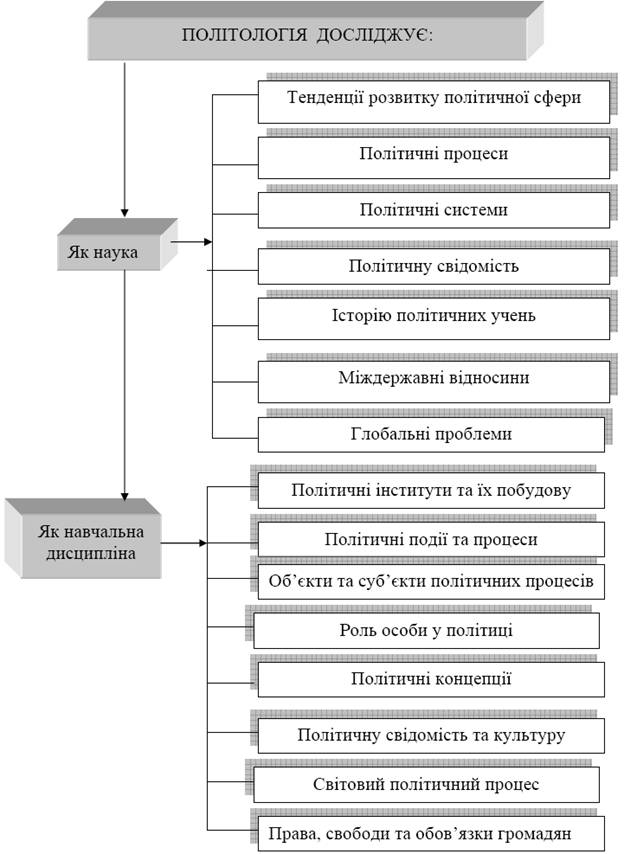 ПОЛІТОЛОГІЯ ДОСЛІДЖУЄ:
Як наука
Тенденції розвитку політичної сфери
Політичні процеси
Політичні системи
Політичну свідомість
Історію політичних учень
Міждержавні відносини
Глобальні проблеми
Як навчальна
дисципліна
Політичні інститути та їх побудову
Політичні події та процеси
Об’єкти та суб’єкти політичних процесів
Роль особи у політиці
Політичні концепції
Політичну свідомість та культуру
Світовий політичний процес
Права, свободи та обов’язки громадян